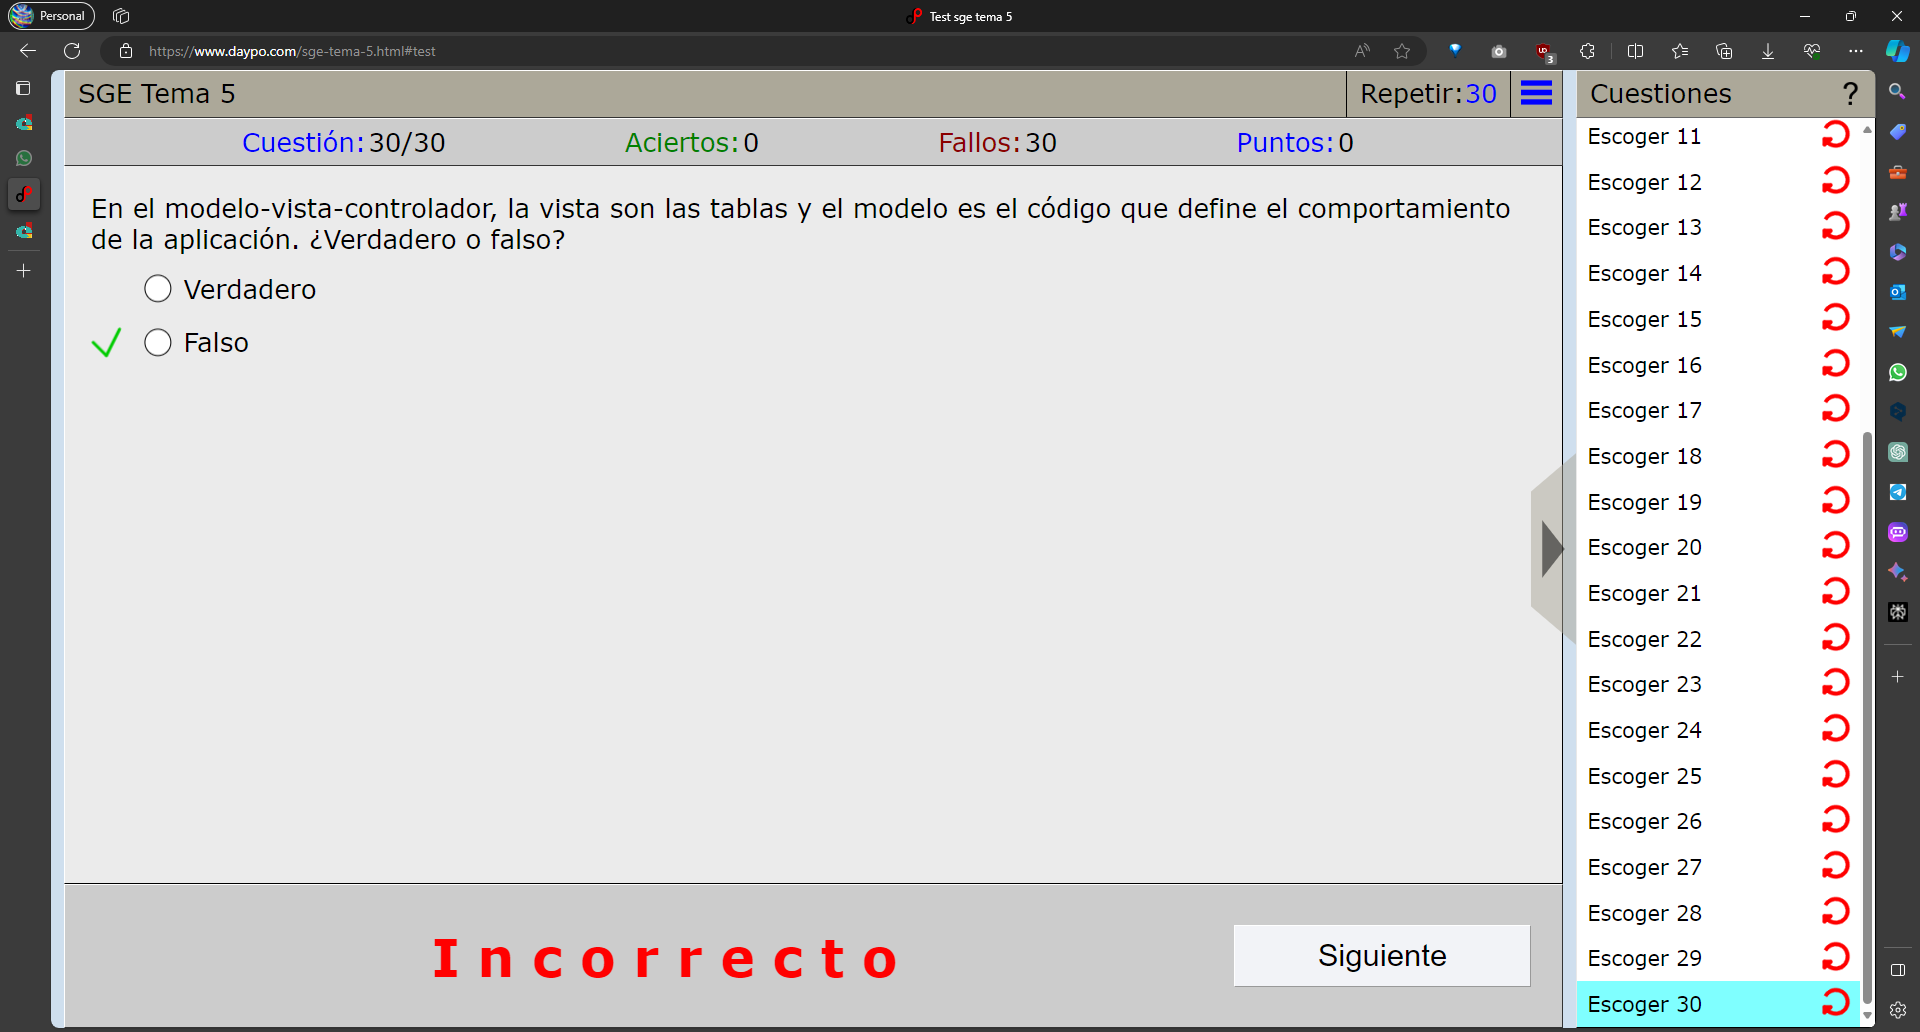 Personal
Test sge tema 5
https://www.daypo.com/sge-tema-5.html#test
3
SGE Tema 5
Repetir:30
Cuestión:30/30
Aciertos:0
Fallos:30
Puntos:0
En el modelo-vista-controlador, la vista son las tablas y el modelo es el código que define el comportamiento
de la aplicación. ¿Verdadero o falso?
Verdadero
Falso
Incorrecto
Siguiente
Cuestiones
?
Escoger 11
Escoger 12
Escoger 13
Escoger 14
Escoger 15
Escoger 16
Escoger 17
Escoger 18
Escoger 19
Escoger 20
Escoger 21
Escoger 22
Escoger 23
Escoger 24
Escoger 25
Escoger 26
Escoger 27
Escoger 28
Escoger 29
Escoger 30